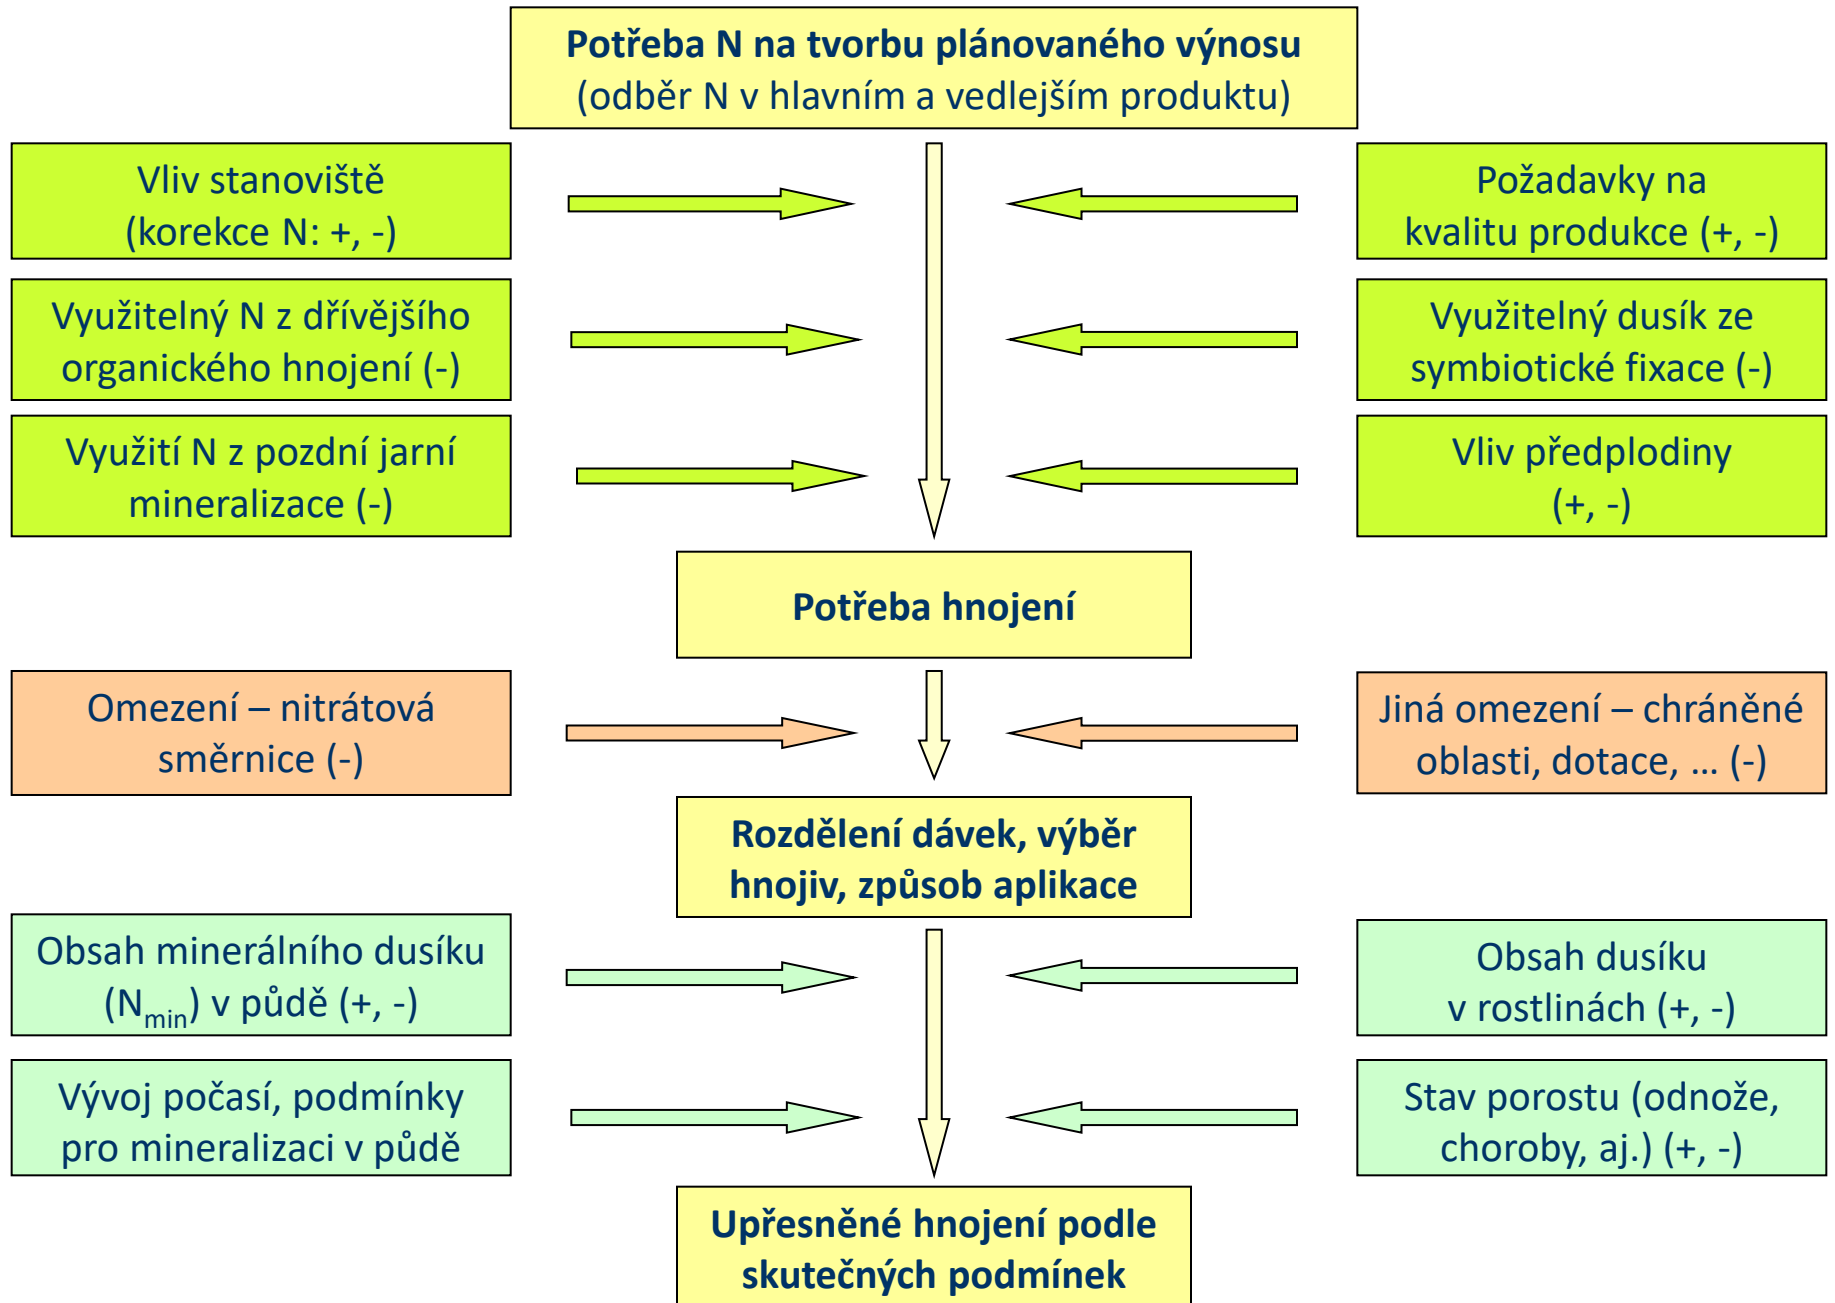 Potřeba N na tvorbu plánovaného výnosu
(odběr N v hlavním a vedlejším produktu)
Vliv stanoviště
(korekce N: +, -)
Požadavky na
kvalitu produkce (+, -)
Využitelný N z dřívějšího
organického hnojení (-)
Využitelný dusík ze
symbiotické fixace (-)
Využití N z pozdní jarní
mineralizace (-)
Vliv předplodiny
(+, -)
Potřeba hnojení
Omezení – nitrátová
směrnice (-)
Jiná omezení – chráněné
oblasti, dotace, ... (-)
Rozdělení dávek, výběr
hnojiv, způsob aplikace
Obsah minerálního dusíku
(Nmin) v půdě (+, -)
Obsah dusíku
v rostlinách (+, -)
Vývoj počasí, podmínky
pro mineralizaci v půdě
Stav porostu (odnože,
choroby, aj.) (+, -)
Upřesněné hnojení podle
skutečných podmínek